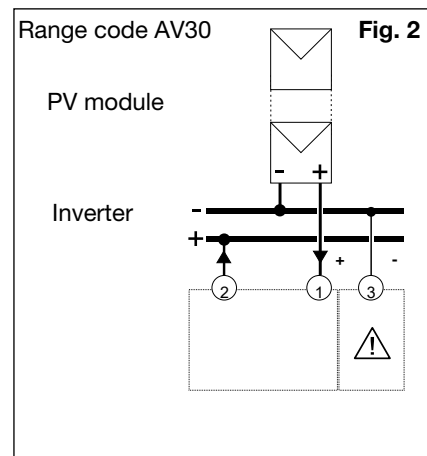 Range code AV30 Fig. 2
PV module
- +
Inverter -
+
+ -
2 1 3
!